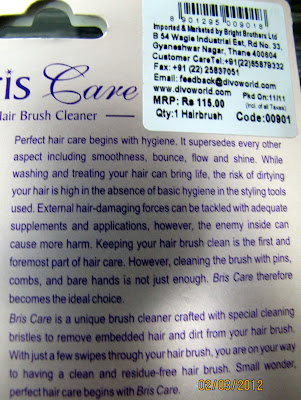 8 901295 009018
Imported & Marketed by Bright Brothers Ltd
B 54 Wagle Industrial Est, Rd No. 33,
Gyaneshwar Nagar, Thane 400604
Customer CareTel:+91(22)25879332
Fax: +91 (22) 25837051
Email: feedback@divoworld.com
www.divoworld.com Pkd On:11/11
MRP: Rs 115.00 (incl. of all Taxes)
Qty:1 Hairbrush Code:00901
ris Care
Hair Brush Cleaner
Perfect hair care begins with hygiene. It supersedes every other
aspect including smoothness, bounce, flow and shine. While
washing and treating your hair can bring life, the risk of dirtying
your hair is high in the absence of basic hygiene in the styling tools
used. External hair-damaging forces can be tackled with adequate
supplements and applications, however, the enemy inside can
cause more harm. Keeping your hair brush clean is the first and
foremost part of hair care. However, cleaning the brush with pins,
combs, and bare hands is not just enough. Bris Care therefore
becomes the ideal choice.
Bris Care is a unique brush cleaner crafted with special cleaning
bristles to remove embedded hair and dirt from your hair brush.
With just a few swipes through your hair brush, you are on your way
to having a clean and residue-free hair brush. Small wonder,
perfect hair care begins with Bris Care.
02/03/2012